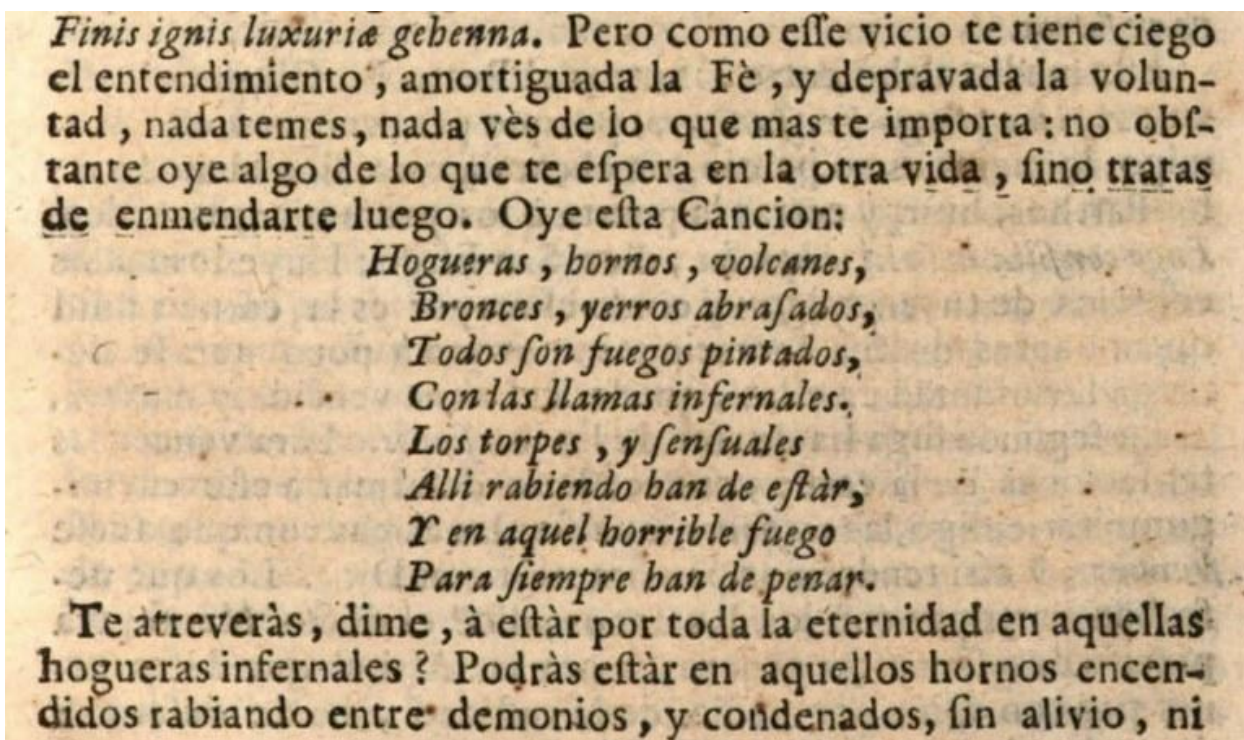 Finis ignis luxuriæ gehenna. Pero como eſſe vicio te tiene ciego
el entendimiento, amortiguada la Fè, y depravada la volun-
tad, nada temes, nada vès de lo que mas te importa: no obſ-
tante oye algo de lo que te eſpera en la otra vida, ſino tratas
de enmendarte luego. Oye eſta Cancion:
Hogueras, hornos, volcanes,
Bronces, yerros abraſados,
Todos ſon fuegos pintados,
Con las llamas infernales.
Los torpes, y ſenſuales
Alli rabiendo han de eſtàr,
Y en aquel horrible fuego
Para ſiempre han de penar.
Te atreveràs, dime, à eſtàr por toda la eternidad en aquellas
hogueras infernales? Podràs eſtàr en aquellos hornos encen-
didos rabiando entre demonios, y condenados, ſin alivio, ni